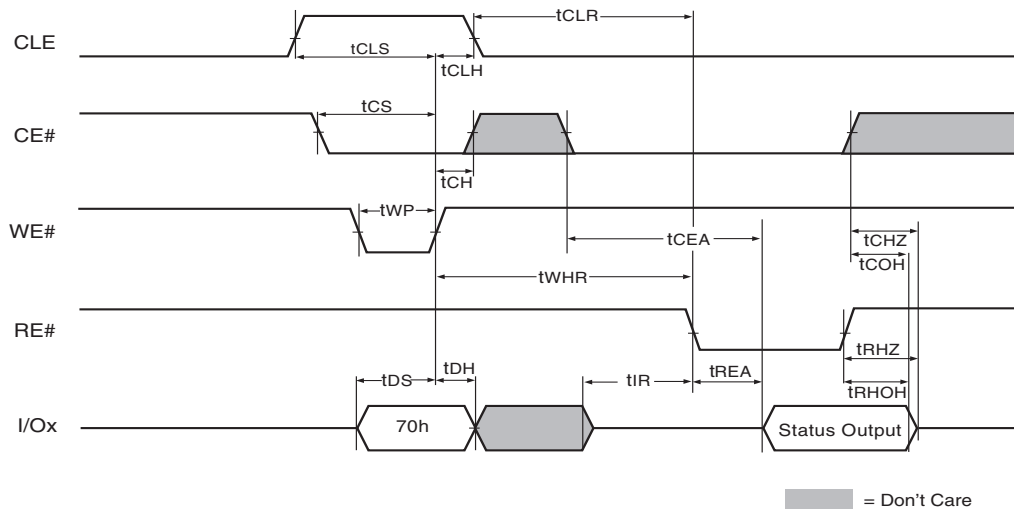 tCLR
CLE
tCLS
tCLH
tCS
CE#
tCH
tWP
WE#
tCEA
tCHZ
tCOH
tWHR
RE#
tRHZ
tDS
tDH
tIR
tREA
tRHOH
I/Ox
70h
Status Output
= Don't Care